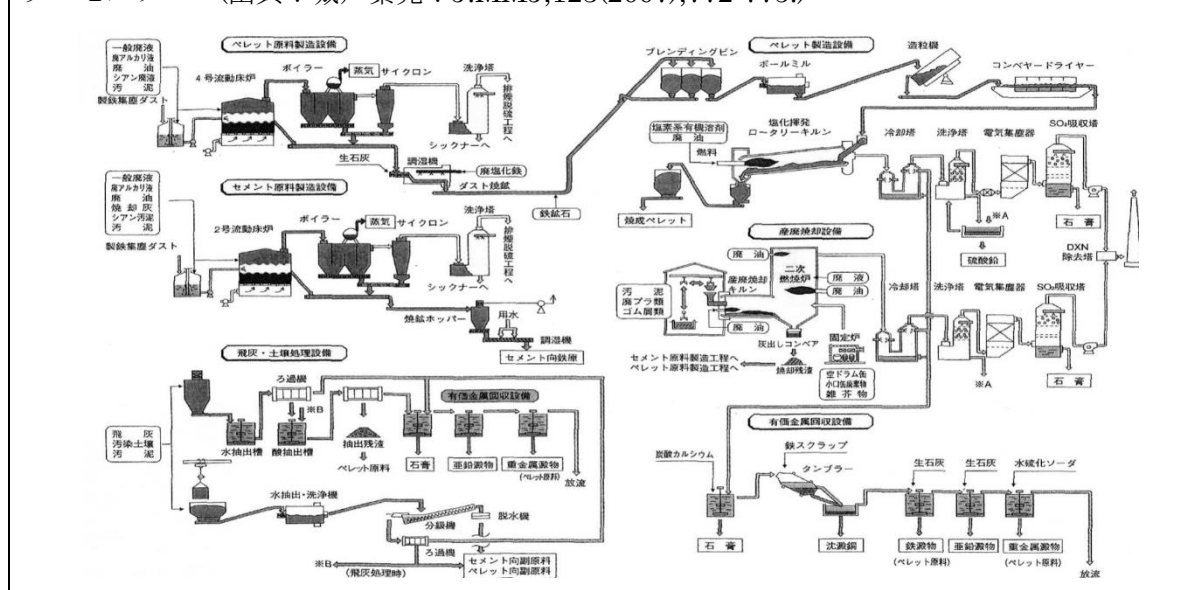 ペレット原料製造設備
一般廃液
廃アルカリ液
廃 油
シアン廃液
汚 泥
製鉄集塵ダスト
4号流動床炉
ボイラー
蒸気
サイクロン
洗浄塔
排煙脱硫工程へ
シックナーへ
生石灰
調湿機
廃塩化鉄
ダスト焼鉱
鉄鉱石
セメント原料製造設備
一般廃液
廃アルカリ液
廃 油
焼 却 灰
シアン汚泥
汚 泥
製鉄集塵ダスト
2号流動床炉
ボイラー
蒸気
サイクロン
洗浄塔
排煙脱硫工程へ
シックナーへ
焼鉱ホッパー
用水
調湿機
セメント向鉄原
飛灰・土壌処理設備
ろ過機
※B
有価金属回収設備
飛 灰
汚染土壌
汚 泥
水抽出槽
酸抽出槽
抽出残渣
ペレット原料
石膏
亜鉛澱物
重金属澱物
(ペレット原料)
放流
水抽出・洗浄機
分級機
脱水機
ろ過機
※B
(飛灰処理時)
セメント向副原料
ペレット向副原料
ペレット製造設備
ブレンディングビン
ボールミル
造粒機
コンベヤードライヤー
塩素系有機溶剤
廃 油
燃料
塩化揮発
ロータリーキルン
焼成ペレット
冷却塔
洗浄塔
電気集塵器
SO₂吸収塔
※A
石 膏
硫酸鉛
DXN
除去塔
産廃焼却設備
廃 油
二次
燃焼炉
廃 液
廃 油
産廃焼却
キルン
汚 泥
廃プラ類
ゴム屑類
廃 油
灰出しコンベア
固定炉
セメント原料製造工程へ
ペレット原料製造工程へ
焼却残渣
空ドラム缶
小口缶廃棄物
雑 芥 物
冷却塔
洗浄塔
電気集塵器
SO₂吸収塔
※A
石 膏
有価金属回収設備
炭酸カルシウム
鉄スクラップ
タンブラー
生石灰
生石灰
水硫化ソーダ
石 膏
沈澱銅
鉄澱物
(ペレット原料)
亜鉛澱物
重金属澱物
(ペレット原料)
放流